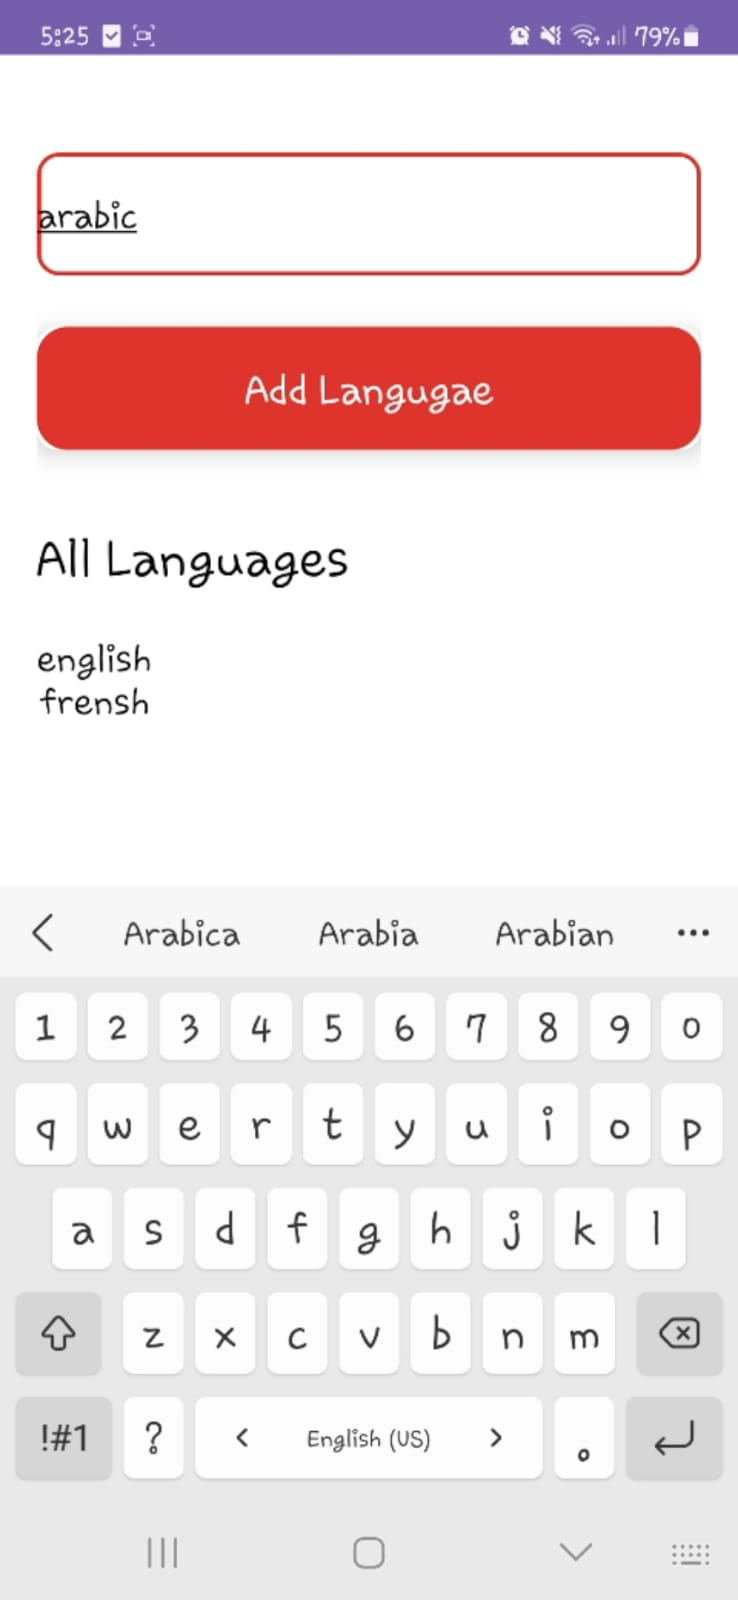 5:25 79%
arabic
Add Langugae
All Languages
english
frensh
Arabica Arabia Arabian ...
1 2 3 4 5 6 7 8 9 0
q w e r t y u i o p
a s d f g h j k l
z x c v b n m
!#1 ? < English (US) > .